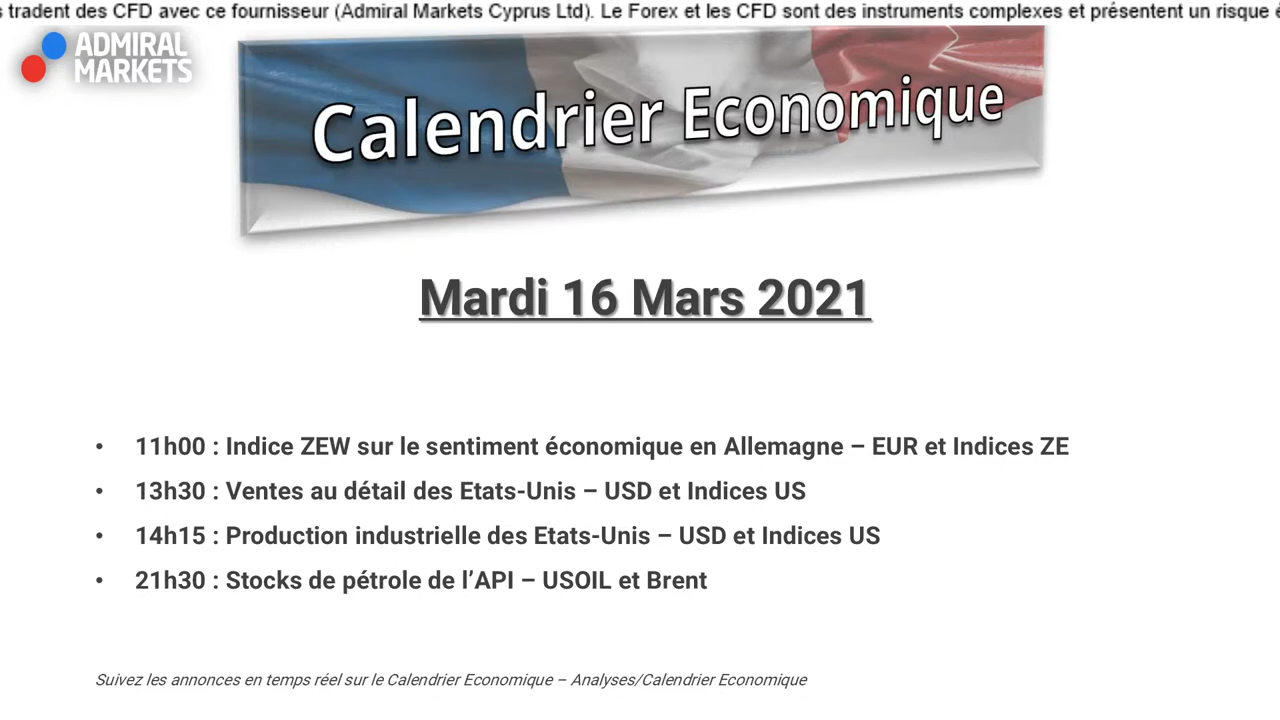 tradent des CFD avec ce fournisseur (Admiral Markets Cyprus Ltd). Le Forex et les CFD sont des instruments complexes et présentent un risque
ADMIRAL
MARKETS
Calendrier Economique
Mardi 16 Mars 2021
• 11h00 : Indice ZEW sur le sentiment économique en Allemagne – EUR et Indices ZE
• 13h30 : Ventes au détail des Etats-Unis – USD et Indices US
• 14h15 : Production industrielle des Etats-Unis – USD et Indices US
• 21h30 : Stocks de pétrole de l’API – USOIL et Brent
Suivez les annonces en temps réel sur le Calendrier Economique – Analyses/Calendrier Economique